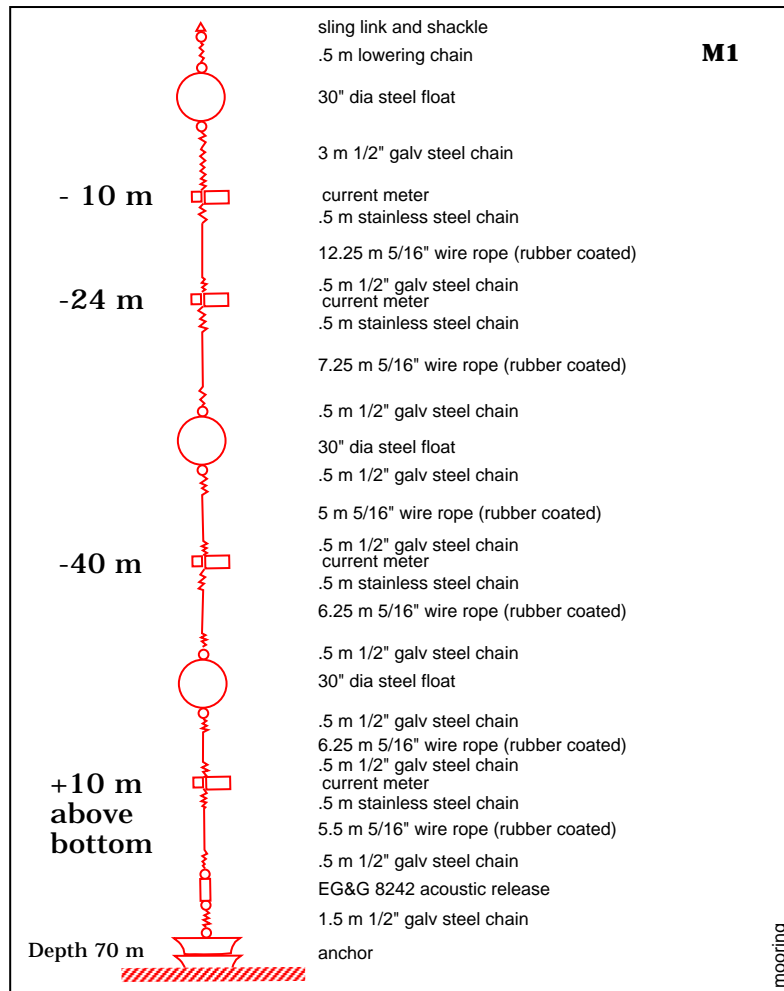 sling link and shackle
.5 m lowering chain
M1
30" dia steel float
3 m 1/2" galv steel chain
- 10 m
current meter
.5 m stainless steel chain
12.25 m 5/16" wire rope (rubber coated)
.5 m 1/2" galv steel chain
-24 m
current meter
.5 m stainless steel chain
7.25 m 5/16" wire rope (rubber coated)
.5 m 1/2" galv steel chain
30" dia steel float
.5 m 1/2" galv steel chain
5 m 5/16" wire rope (rubber coated)
.5 m 1/2" galv steel chain
-40 m
current meter
.5 m stainless steel chain
6.25 m 5/16" wire rope (rubber coated)
.5 m 1/2" galv steel chain
30" dia steel float
.5 m 1/2" galv steel chain
6.25 m 5/16" wire rope (rubber coated)
.5 m 1/2" galv steel chain
+10 m
above
bottom
current meter
.5 m stainless steel chain
5.5 m 5/16" wire rope (rubber coated)
.5 m 1/2" galv steel chain
EG&G 8242 acoustic release
1.5 m 1/2" galv steel chain
Depth 70 m
anchor
mooring